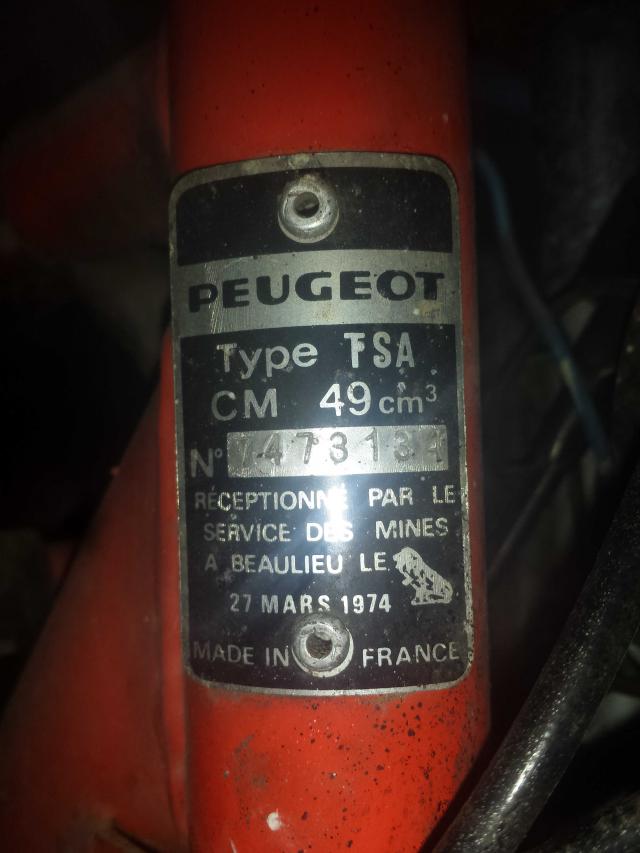 PEUGEOT
Type TSA
CM 49 cm³
N°
RÉCEPTIONNÉ PAR LE
SERVICE DES MINES
A BEAULIEU LE
27 MARS 1974
MADE IN FRANCE